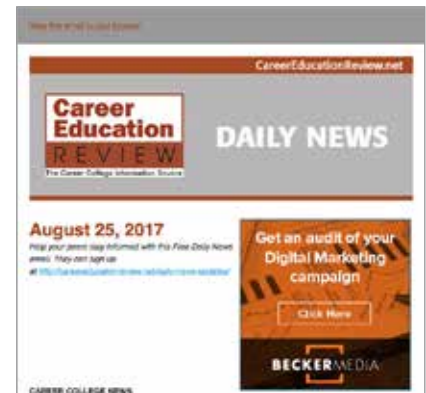 View this email in your browser
CareerEducationReview.net
Career
Education
REVIEW
The Career College Information Source
DAILY NEWS
August 25, 2017
Help your peers stay informed with this Free Daily News
email. They can sign up
at
Get an audit of your
Digital Marketing
campaign
Click Here
BECKERMEDIA
CAREER COLLEGE NEWS